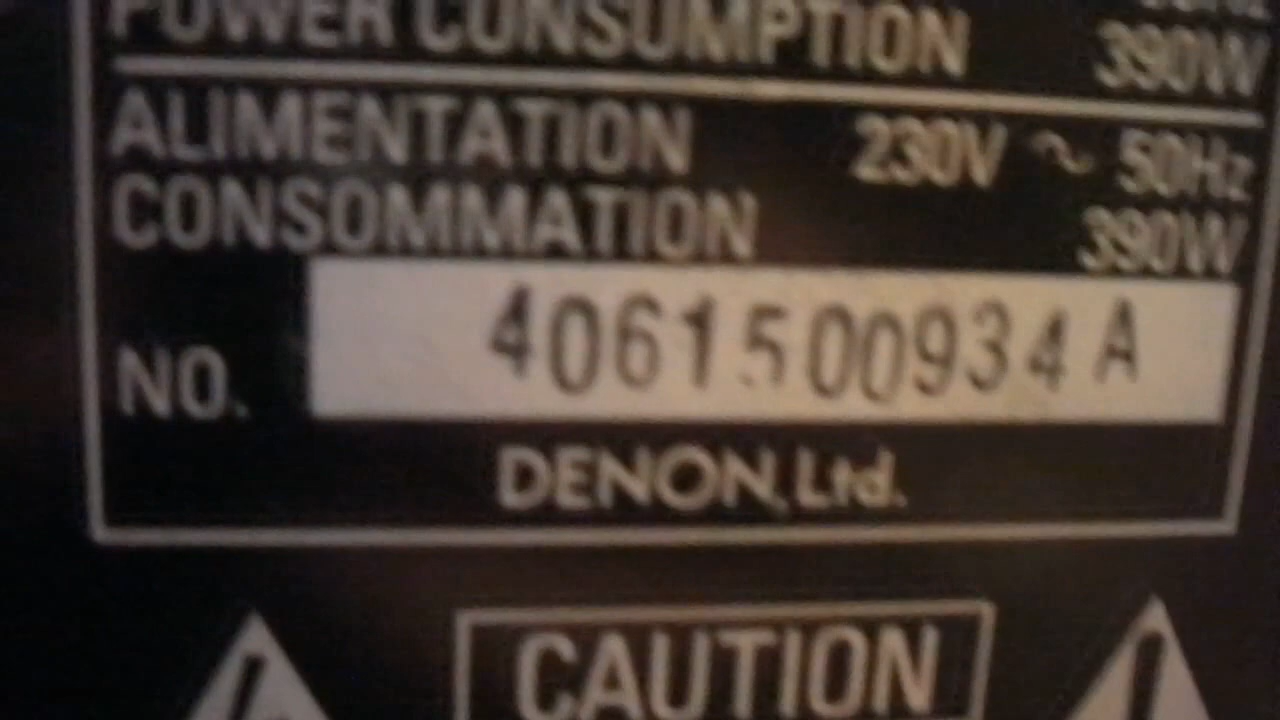 POWER CONSUMPTION 390W
ALIMENTATION 230V ~ 50Hz
CONSOMMATION 390W
NO. 4061500934 A
DENON, Ltd.
CAUTION